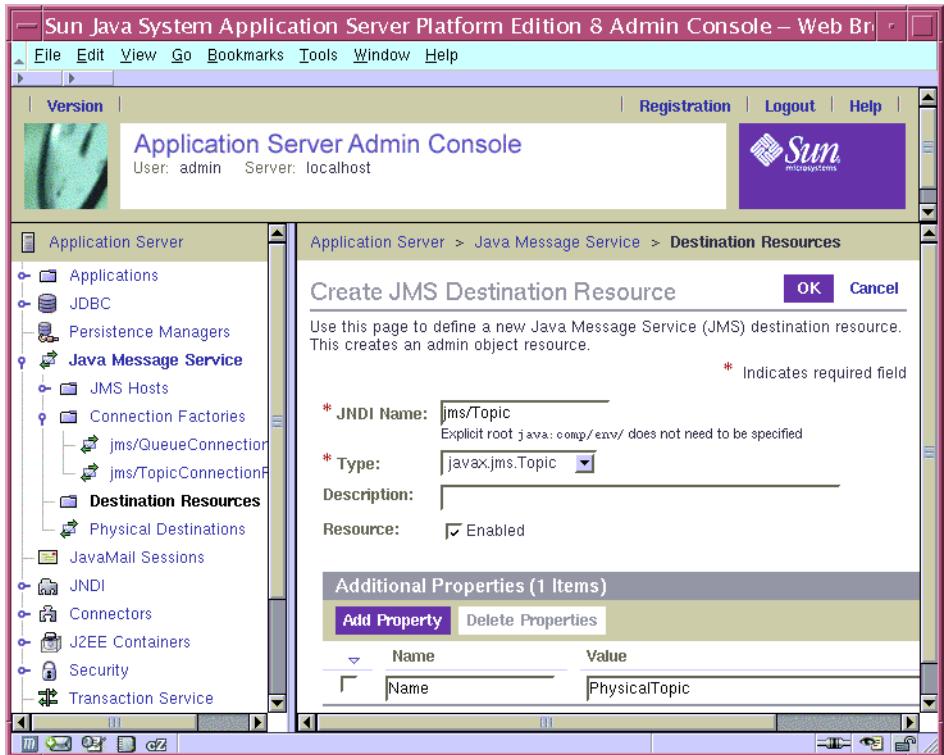 Sun Java System Application Server Platform Edition 8 Admin Console – Web Br
File Edit View Go Bookmarks Tools Window Help
Version
Registration Logout Help
Application Server Admin Console
User: admin Server: localhost
Sun
microsystems
Application Server
Applications
JDBC
Persistence Managers
Java Message Service
JMS Hosts
Connection Factories
jms/QueueConnection
jms/TopicConnectionF
Destination Resources
Physical Destinations
JavaMail Sessions
JNDI
Connectors
J2EE Containers
Security
Transaction Service
Application Server > Java Message Service > Destination Resources
Create JMS Destination Resource
OK Cancel
Use this page to define a new Java Message Service (JMS) destination resource.
This creates an admin object resource.
* Indicates required field
* JNDI Name: jms/Topic
Explicit root java:comp/env/ does not need to be specified
* Type: javax.jms.Topic
Description:
Resource: Enabled
Additional Properties (1 Items)
Add Property Delete Properties
Name Value
Name PhysicalTopic